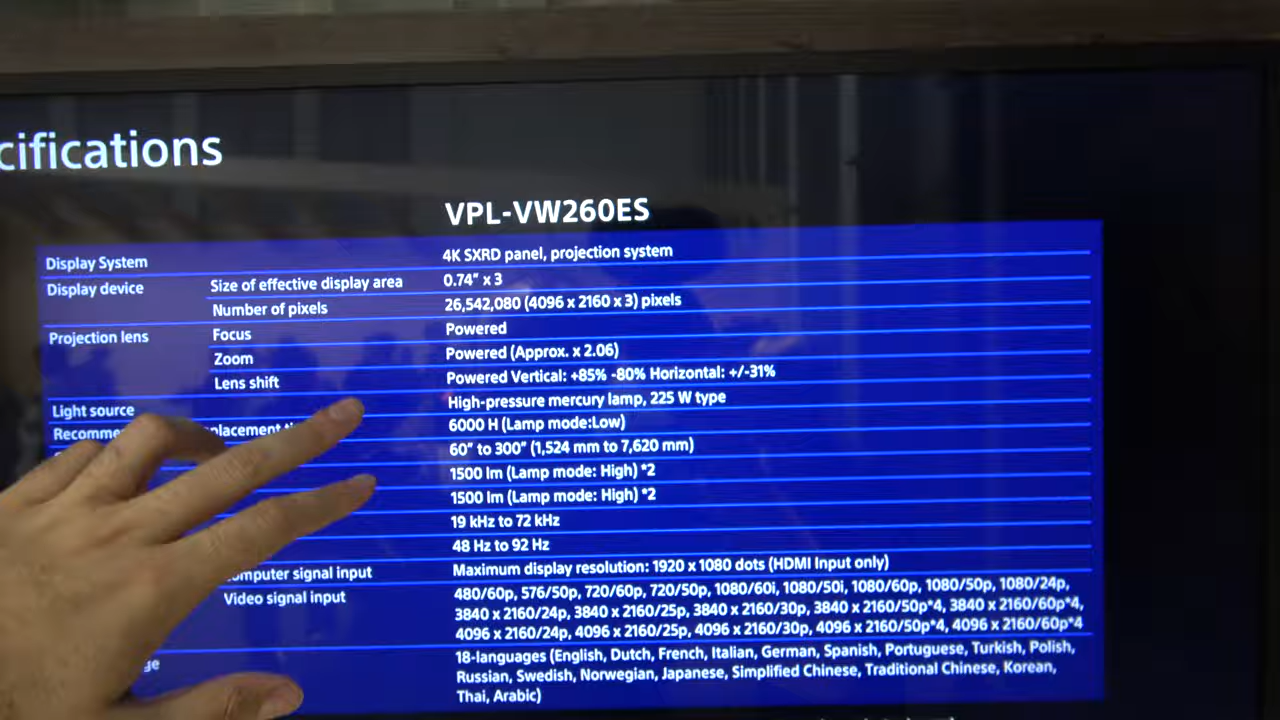 cifications
VPL-VW260ES
Display System 4K SXRD panel, projection system
Display device Size of effective display area 0.74" x 3
Number of pixels 26,542,080 (4096 x 2160 x 3) pixels
Projection lens Focus Powered
Zoom Powered (Approx. x 2.06)
Lens shift Powered Vertical: +85% -80% Horizontal: +/-31%
Light source High-pressure mercury lamp, 225 W type
Recomme placement ti 6000 H (Lamp mode:Low)
60" to 300" (1,524 mm to 7,620 mm)
1500 lm (Lamp mode: High) *2
1500 lm (Lamp mode: High) *2
19 kHz to 72 kHz
48 Hz to 92 Hz
omputer signal input Maximum display resolution: 1920 x 1080 dots (HDMI Input only)
Video signal input 480/60p, 576/50p, 720/60p, 720/50p, 1080/60i, 1080/50i, 1080/60p, 1080/50p, 1080/24p,
3840 x 2160/24p, 3840 x 2160/25p, 3840 x 2160/30p, 3840 x 2160/50p*4, 3840 x 2160/60p*4,
4096 x 2160/24p, 4096 x 2160/25p, 4096 x 2160/30p, 4096 x 2160/50p*4, 4096 x 2160/60p*4
ge 18-languages (English, Dutch, French, Italian, German, Spanish, Portuguese, Turkish, Polish,
Russian, Swedish, Norwegian, Japanese, Simplified Chinese, Traditional Chinese, Korean,
Thai, Arabic)